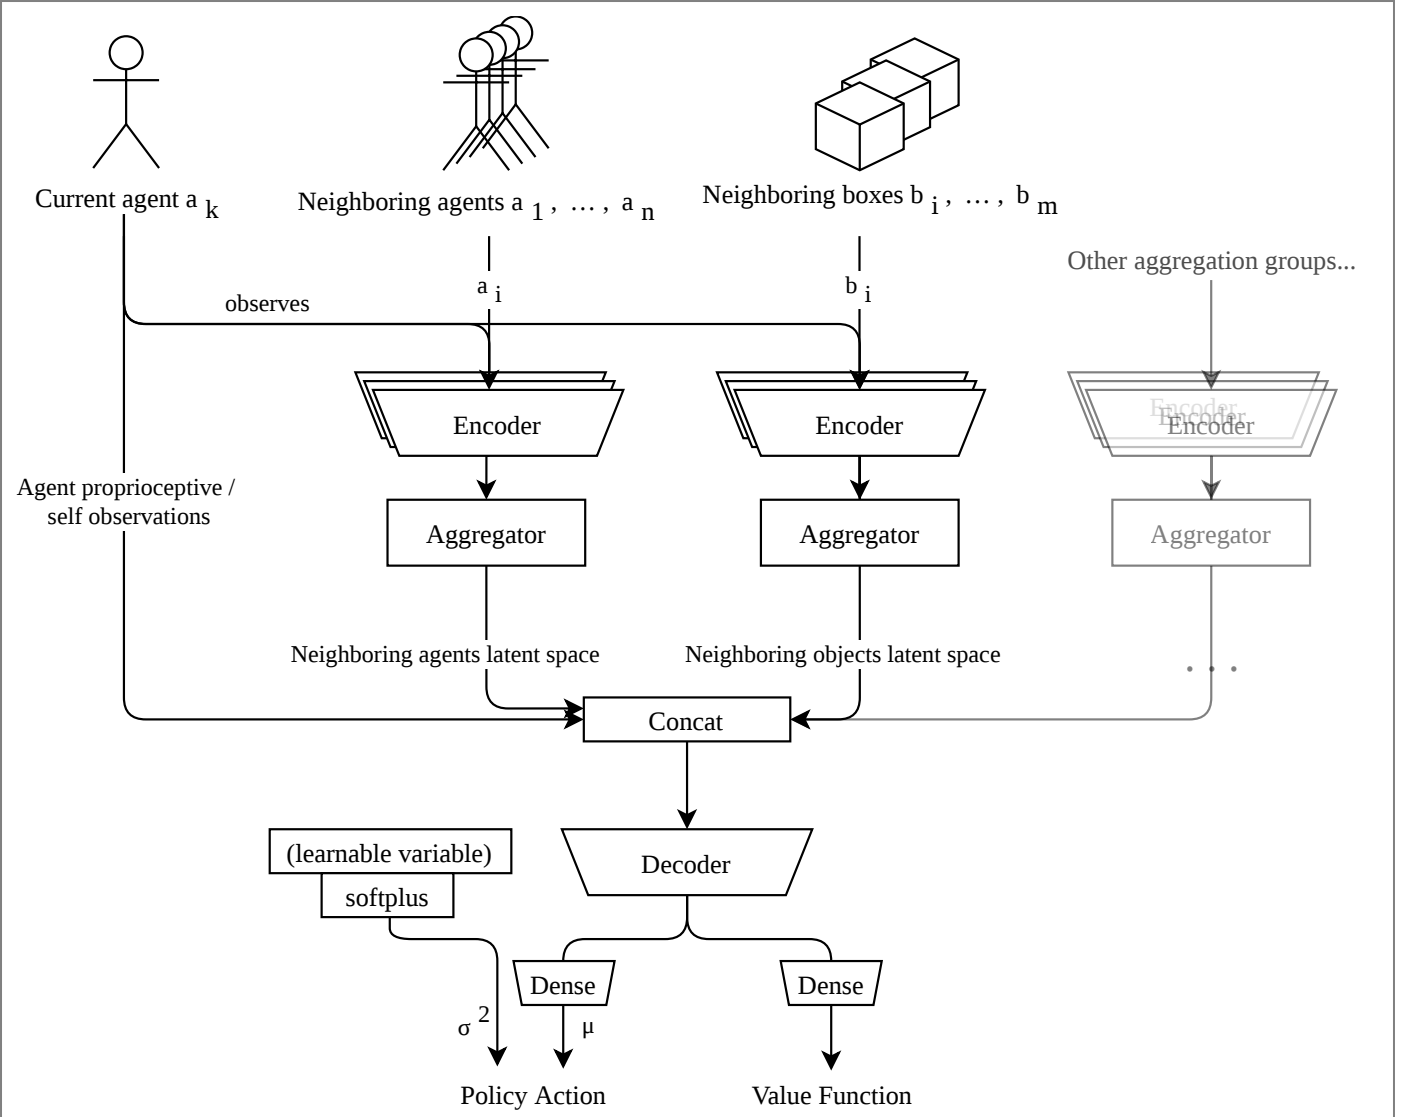 Current agent a k
Neighboring agents a 1 , … , a n
Neighboring boxes b i , … , b m
Other aggregation groups...
a i
b i
observes
Encoder
Encoder
Encoder
Encoder
Encoder
Agent proprioceptive /
self observations
Aggregator
Aggregator
Aggregator
Neighboring agents latent space
Neighboring objects latent space
. . .
Concat
(learnable variable)
softplus
Decoder
Dense
Dense
σ 2
μ
Policy Action
Value Function